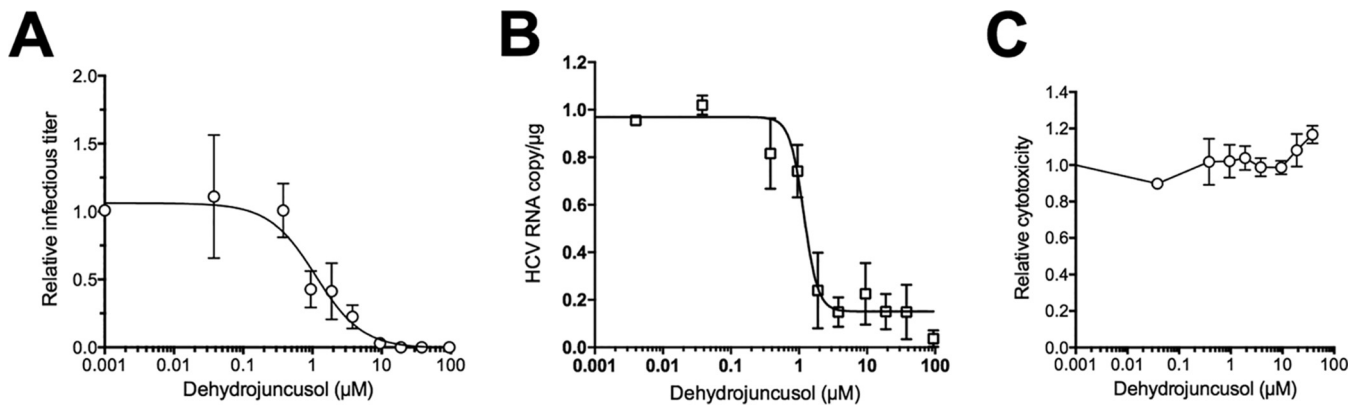 A
2.0
1.5
1.0
0.5
0.0
Relative infectious titer
0.001 0.01 0.1 1 10 100
Dehydrojuncusol (µM)
B
1.2
1.0
0.8
0.6
0.4
0.2
0.0
HCV RNA copy/µg
0.001 0.01 0.1 1 10 100
Dehydrojuncusol (µM)
C
1.4
1.2
1.0
0.8
0.6
0.4
0.2
0.0
Relative cytotoxicity
0.001 0.01 0.1 1 10 100
Dehydrojuncusol (µM)